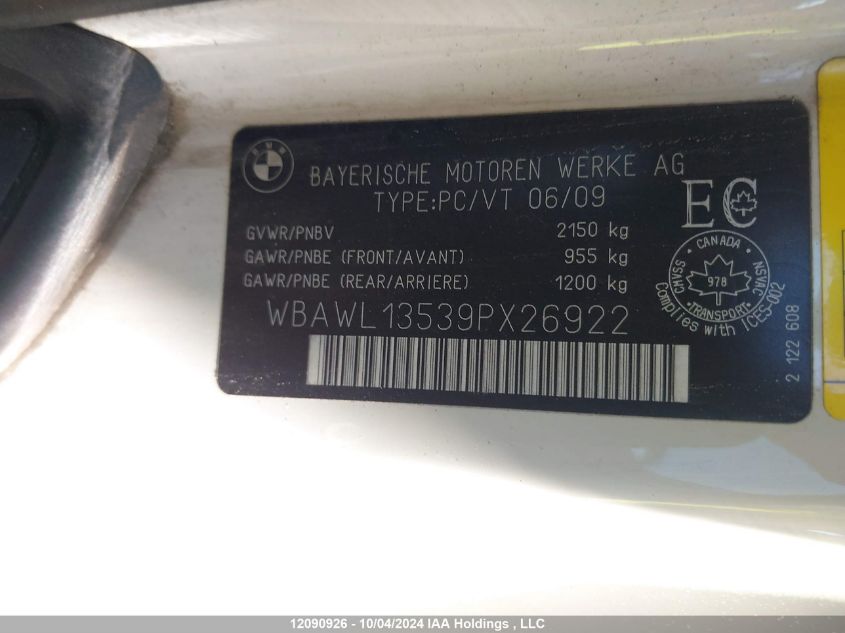 BMW
BAYERISCHE MOTOREN WERKE AG
TYPE:PC/VT 06/09
EC
GVWR/PNBV 2150 kg
GAWR/PNBE (FRONT/AVANT) 955 kg
GAWR/PNBE (REAR/ARRIERE) 1200 kg
CANADA
CMVSS
978
NSVAC
TRANSPORT
Complies with ICES-002
WBAWL13539PX26922
2 122 608
12090926 - 10/04/2024 IAA Holdings , LLC